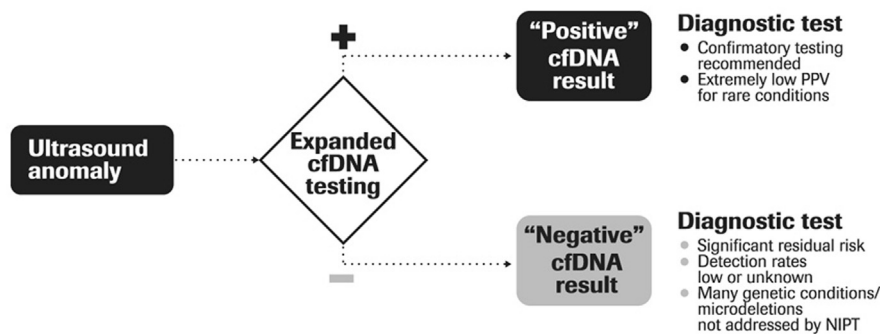 Ultrasound
anomaly
Expanded
cfDNA
testing
“Positive”
cfDNA
result
Diagnostic test
Confirmatory testing
recommended
Extremely low PPV
for rare conditions
“Negative”
cfDNA
result
Diagnostic test
Significant residual risk
Detection rates
low or unknown
Many genetic conditions/
microdeletions
not addressed by NIPT